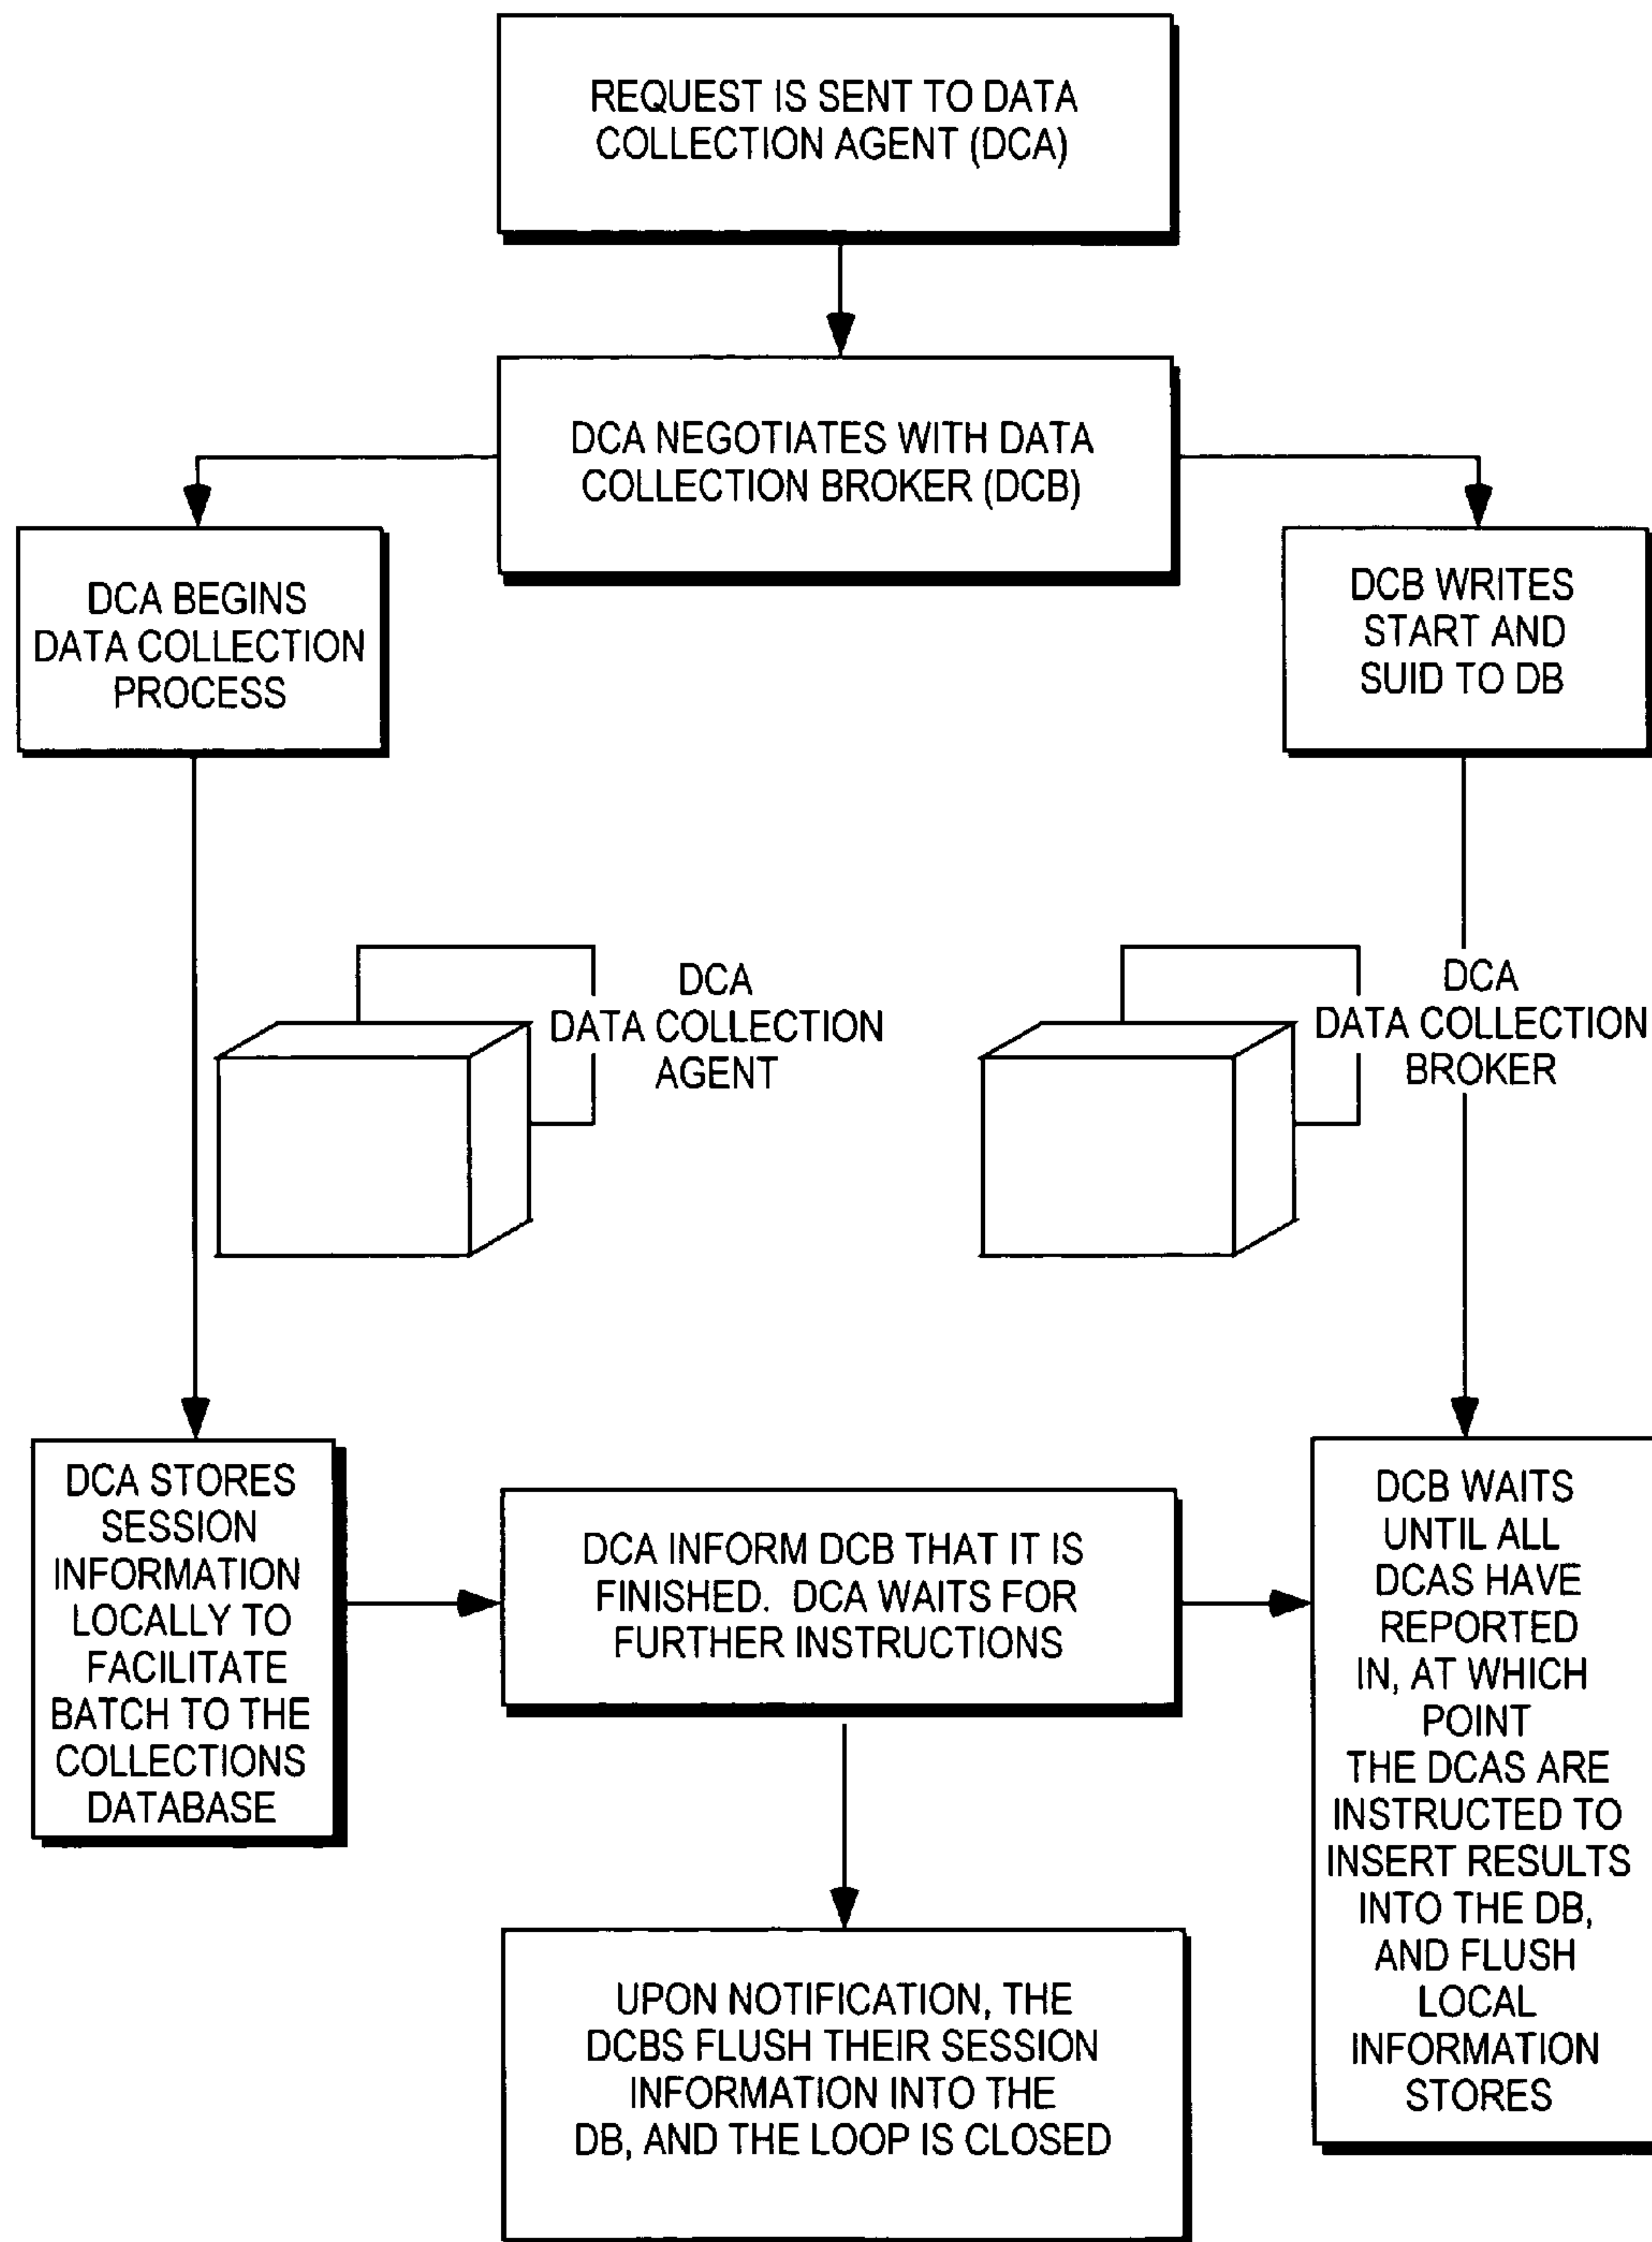 REQUEST IS SENT TO DATA
COLLECTION AGENT (DCA)
DCA NEGOTIATES WITH DATA
COLLECTION BROKER (DCB)
DCA BEGINS
DATA COLLECTION
PROCESS
DCB WRITES
START AND
SUID TO DB
DCA
DATA COLLECTION
AGENT
DCA
DATA COLLECTION
BROKER
DCA STORES
SESSION
INFORMATION
LOCALLY TO
FACILITATE
BATCH TO THE
COLLECTIONS
DATABASE
DCA INFORM DCB THAT IT IS
FINISHED. DCA WAITS FOR
FURTHER INSTRUCTIONS
DCB WAITS
UNTIL ALL
DCAS HAVE
REPORTED
IN, AT WHICH
POINT
THE DCAS ARE
INSTRUCTED TO
INSERT RESULTS
INTO THE DB,
AND FLUSH
LOCAL
INFORMATION
STORES
UPON NOTIFICATION, THE
DCBS FLUSH THEIR SESSION
INFORMATION INTO THE
DB, AND THE LOOP IS CLOSED